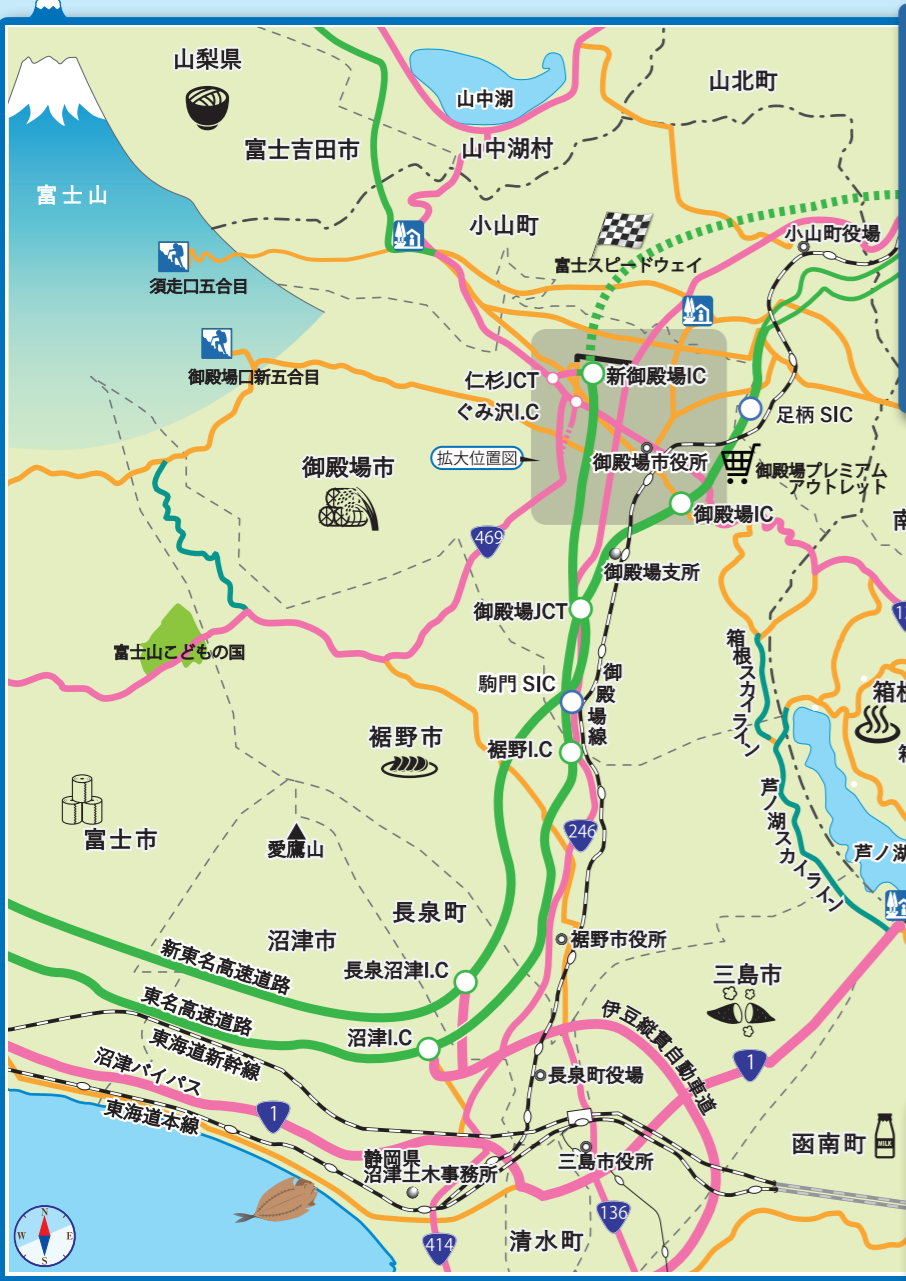 山梨県
山中湖
山北町
富士吉田市
山中湖村
富士山
小山町
小山町役場
富士スピードウェイ
須走口五合目
御殿場口新五合目
仁杉JCT
新御殿場IC
ぐみ沢I.C
足柄 SIC
拡大位置図
御殿場市
御殿場市役所
御殿場プレミアム
アウトレット
御殿場IC
469
御殿場支所
御殿場JCT
富士山こどもの国
駒門 SIC
御殿場線
箱根スカイライン
裾野市
裾野I.C
246
芦ノ湖スカイライン
富士市
愛鷹山
長泉町
沼津市
裾野市役所
新東名高速道路
長泉沼津I.C
三島市
東名高速道路
沼津I.C
伊豆縦貫自動車道
東海道新幹線
沼津バイパス
長泉町役場
1
東海道本線
1
函南町
MILK
静岡県
沼津土木事務所
三島市役所
136
清水町
414
N
W
E
S